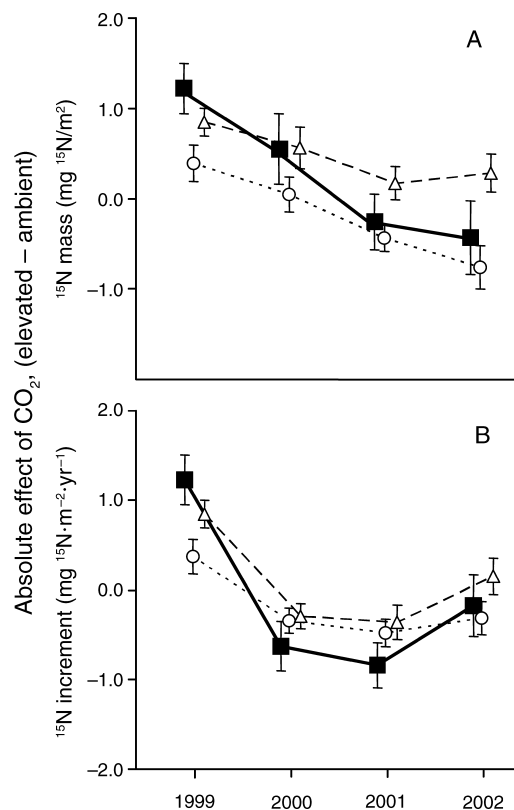 Absolute effect of CO₂, (elevated – ambient)
¹⁵N mass (mg ¹⁵N/m²)
2.0
1.0
0.0
–1.0
A
¹⁵N increment (mg ¹⁵N·m⁻²·yr⁻¹)
2.0
1.0
0.0
–1.0
–2.0
B
1999 2000 2001 2002